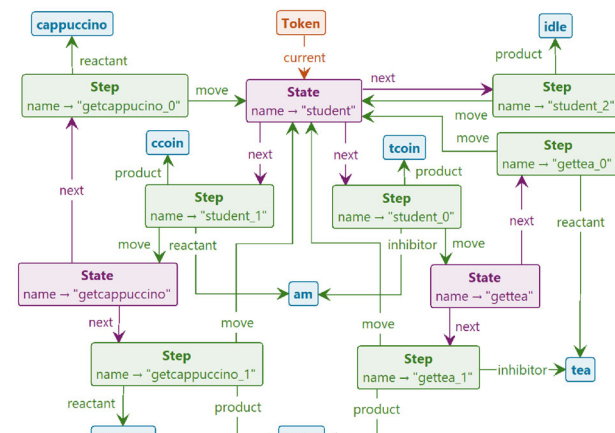 cappuccino
Token
idle
reactant
current
product
Step
name → "getcappucino_0"
move
State
name → "student"
next
Step
name → "student_2"
move
move
ccoin
tcoin
Step
name → "gettea_0"
next
product
next
next
product
next
reactant
Step
name → "student_1"
Step
name → "student_0"
move
reactant
inhibitor
move
State
name → "getcappuccino"
am
State
name → "gettea"
next
move
move
next
Step
name → "getcappuccino_1"
Step
name → "gettea_1"
inhibitor
tea
reactant
product
product